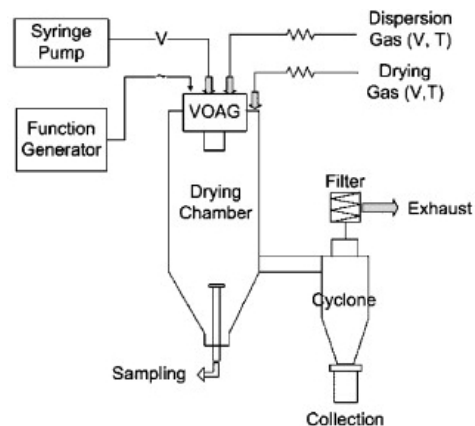 Syringe
Pump
V
Dispersion
Gas (V, T)
Drying
Gas (V,T)
Function
Generator
VOAG
Drying
Chamber
Filter
Exhaust
Cyclone
Sampling
Collection